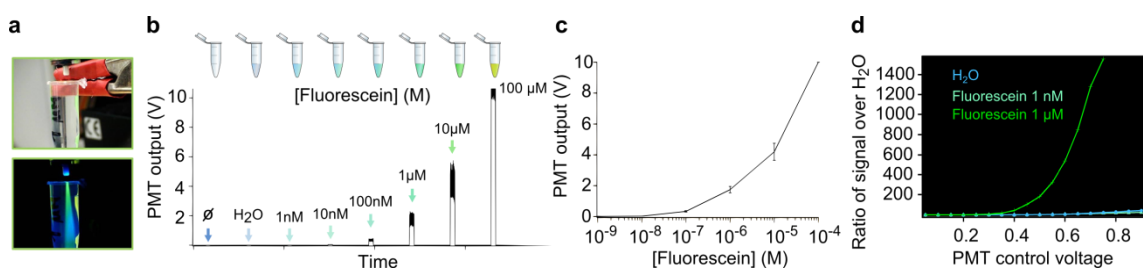 a
b
[Fluorescein] (M)
PMT output (V)
10
8
6
4
2
Ø
H₂O
1nM
10nM
100nM
1µM
10µM
100 µM
Time
c
PMT output (V)
10
8
6
4
2
0
10⁻⁹
10⁻⁸
10⁻⁷
10⁻⁶
10⁻⁵
10⁻⁴
[Fluorescein] (M)
d
Ratio of signal over H₂O
1400
1200
1000
800
600
400
200
0
H₂O
Fluorescein 1 nM
Fluorescein 1 µM
0.2
0.4
0.6
0.8
PMT control voltage